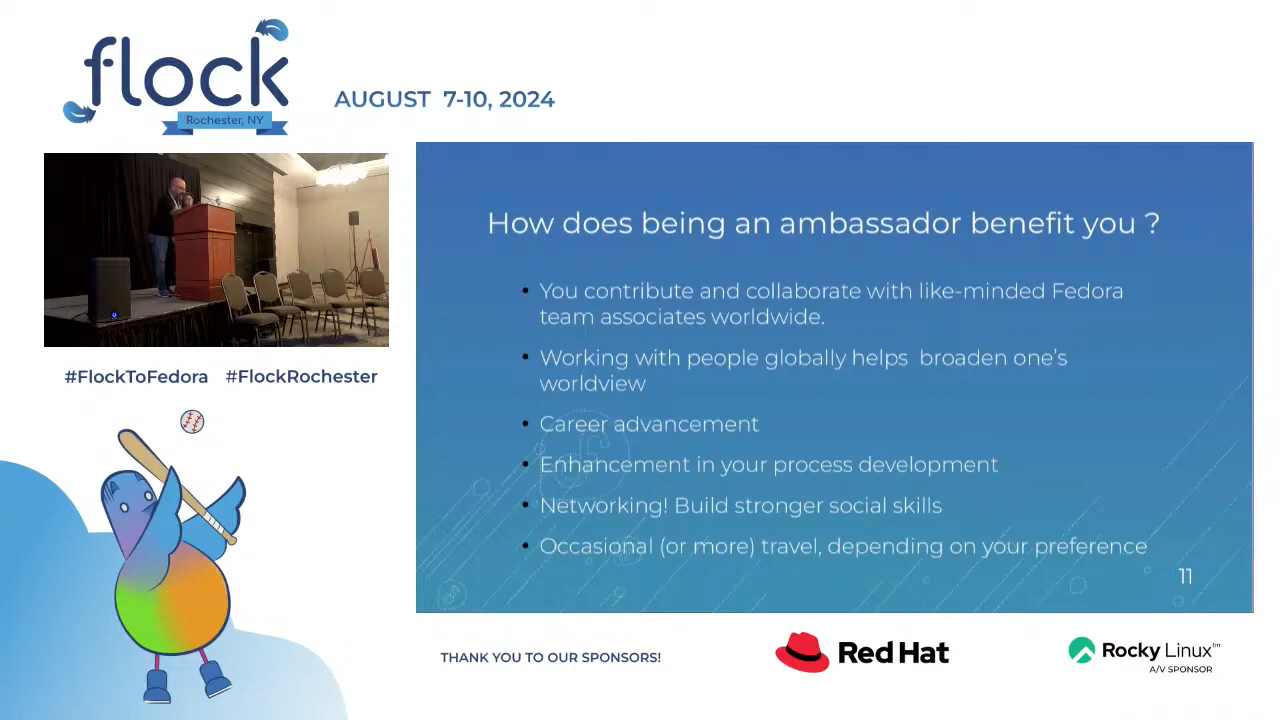 flock
Rochester, NY
AUGUST 7-10, 2024
How does being an ambassador benefit you ?
• You contribute and collaborate with like-minded Fedora
team associates worldwide.
• Working with people globally helps broaden one's
worldview
• Career advancement
• Enhancement in your process development
• Networking! Build stronger social skills
• Occasional (or more) travel, depending on your preference
11
#FlockToFedora #FlockRochester
THANK YOU TO OUR SPONSORS!
Red Hat
Rocky Linux™
A/V SPONSOR